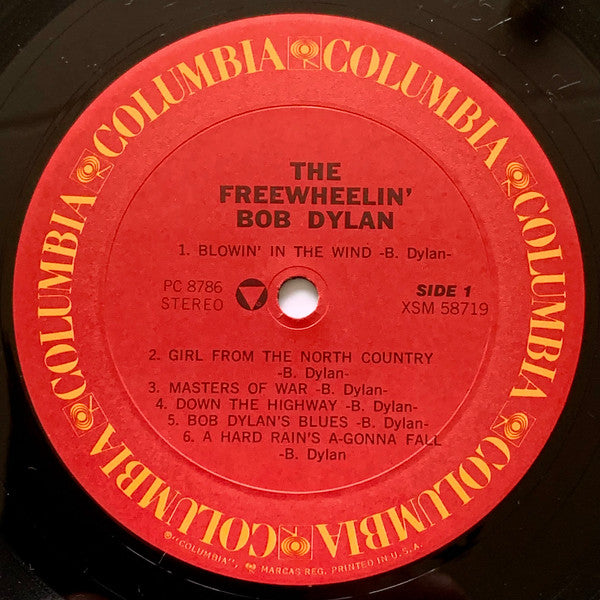 COLUMBIA COLUMBIA COLUMBIA COLUMBIA COLUMBIA COLUMBIA
THE
FREEWHEELIN'
BOB DYLAN
1. BLOWIN' IN THE WIND -B. Dylan-
PC 8786
STEREO
SIDE 1
XSM 58719
2. GIRL FROM THE NORTH COUNTRY
-B. Dylan-
3. MASTERS OF WAR -B. Dylan-
4. DOWN THE HIGHWAY -B. Dylan-
5. BOB DYLAN'S BLUES -B. Dylan-
6. A HARD RAIN'S A-GONNA FALL
-B. Dylan
©"COLUMBIA", MARCAS REG. PRINTED IN U.S.A.